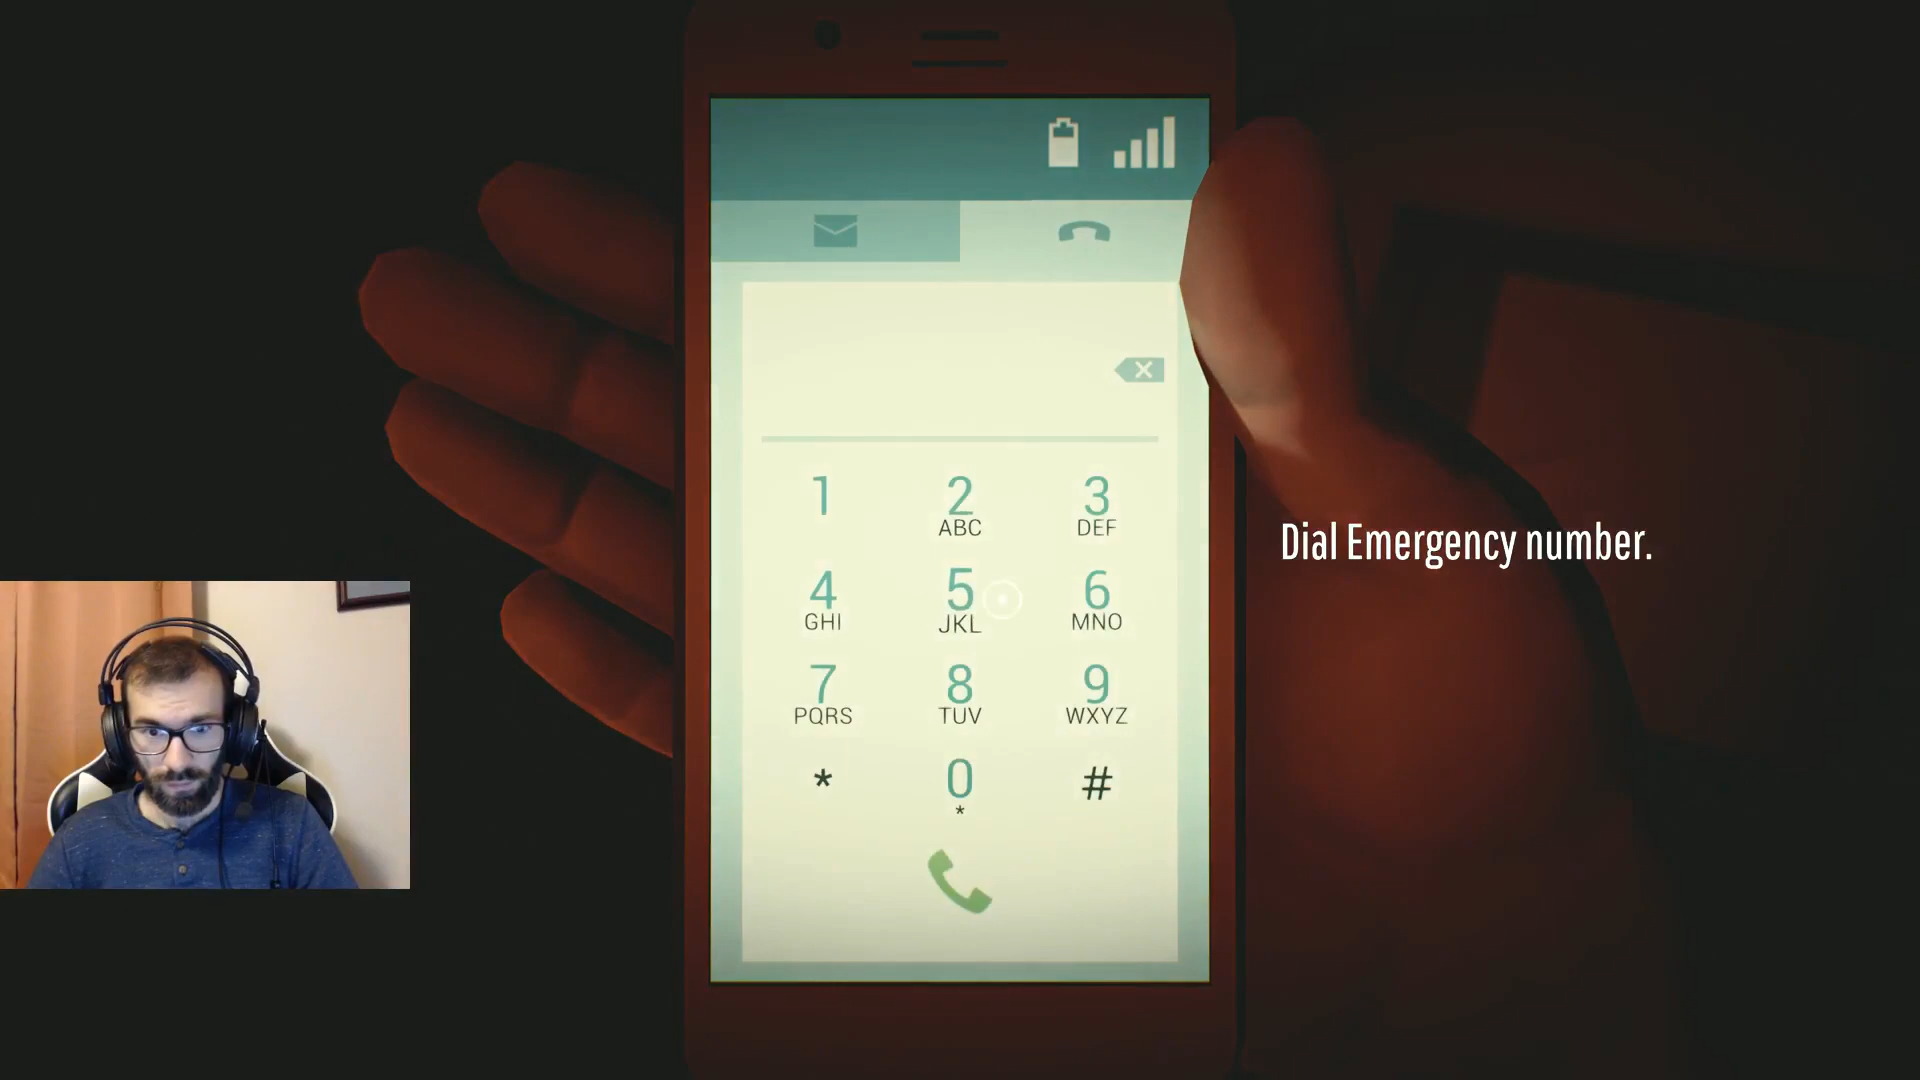 1
2
3
ABC
DEF
Dial Emergency number.
4
5
6
GHI
JKL
MNO
7
8
9
PQRS
TUV
WXYZ
*
0
#
*